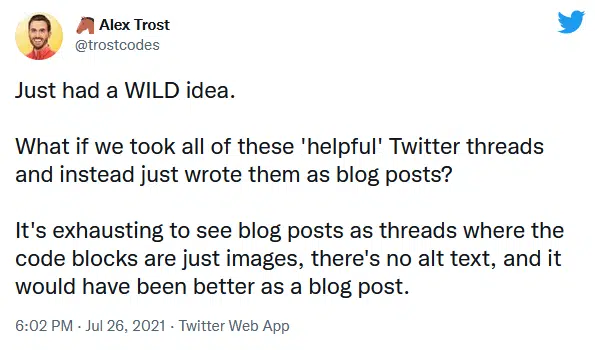 🐴 Alex Trost
@trostcodes
Just had a WILD idea.
What if we took all of these 'helpful' Twitter threads
and instead just wrote them as blog posts?
It's exhausting to see blog posts as threads where the
code blocks are just images, there's no alt text, and it
would have been better as a blog post.
6:02 PM · Jul 26, 2021 · Twitter Web App